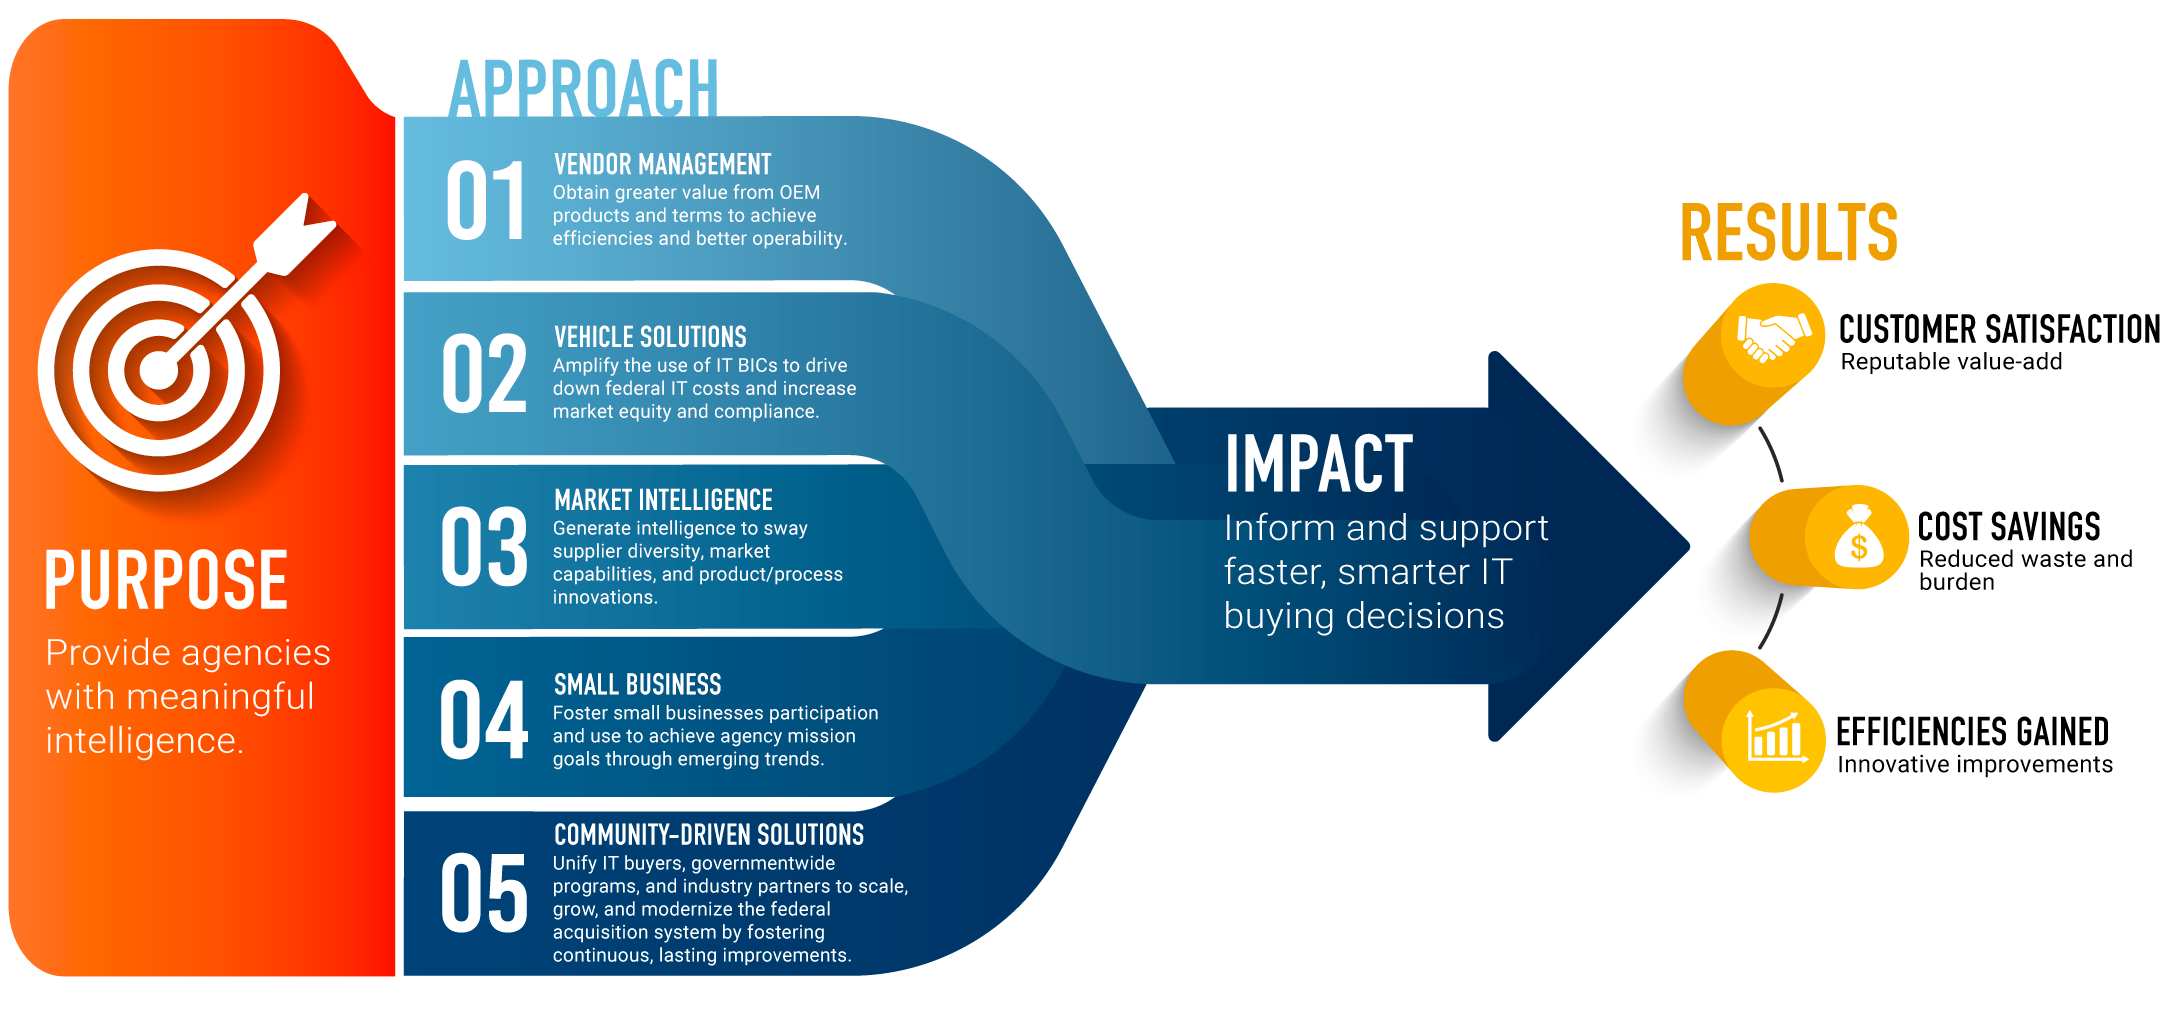 PURPOSE
Provide agencies
with meaningful
intelligence.
APPROACH
01
VENDOR MANAGEMENT
Obtain greater value from OEM
products and terms to achieve
efficiencies and better operability.
02
VEHICLE SOLUTIONS
Amplify the use of IT BICs to drive
down federal IT costs and increase
market equity and compliance.
03
MARKET INTELLIGENCE
Generate intelligence to sway
supplier diversity, market
capabilities, and product/process
innovations.
04
SMALL BUSINESS
Foster small businesses participation
and use to achieve agency mission
goals through emerging trends.
05
COMMUNITY-DRIVEN SOLUTIONS
Unify IT buyers, governmentwide
programs, and industry partners to scale,
grow, and modernize the federal
acquisition system by fostering
continuous, lasting improvements.
IMPACT
Inform and support
faster, smarter IT
buying decisions
RESULTS
CUSTOMER SATISFACTION
Reputable value-add
$
COST SAVINGS
Reduced waste and
burden
EFFICIENCIES GAINED
Innovative improvements